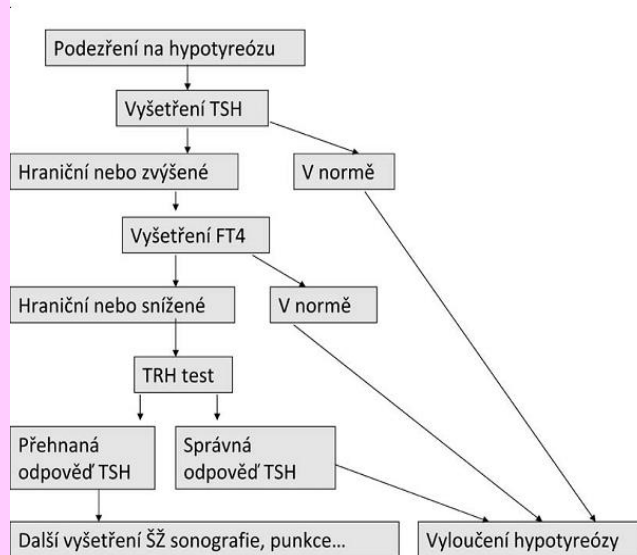 Podezření na hypotyreózu
Vyšetření TSH
Hraniční nebo zvýšené
V normě
Vyšetření FT4
Hraniční nebo snížené
V normě
TRH test
Přehnaná
odpověď TSH
Správná
odpověď TSH
Další vyšetření ŠŽ sonografie, punkce...
Vyloučení hypotyreózy